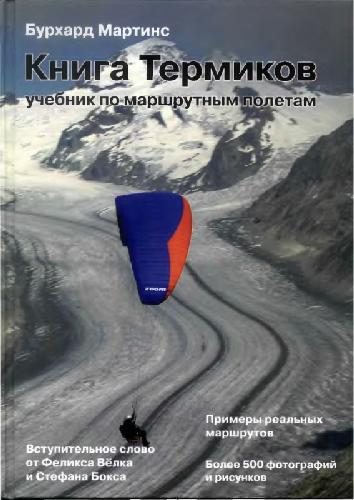 Бурхард Мартинс
Книга Термиков
учебник по маршрутным полетам
Примеры реальных
маршрутов
Вступительное слово
от Феликса Вёлка
и Стефана Бокса
Более 500 фотографий
и рисунков